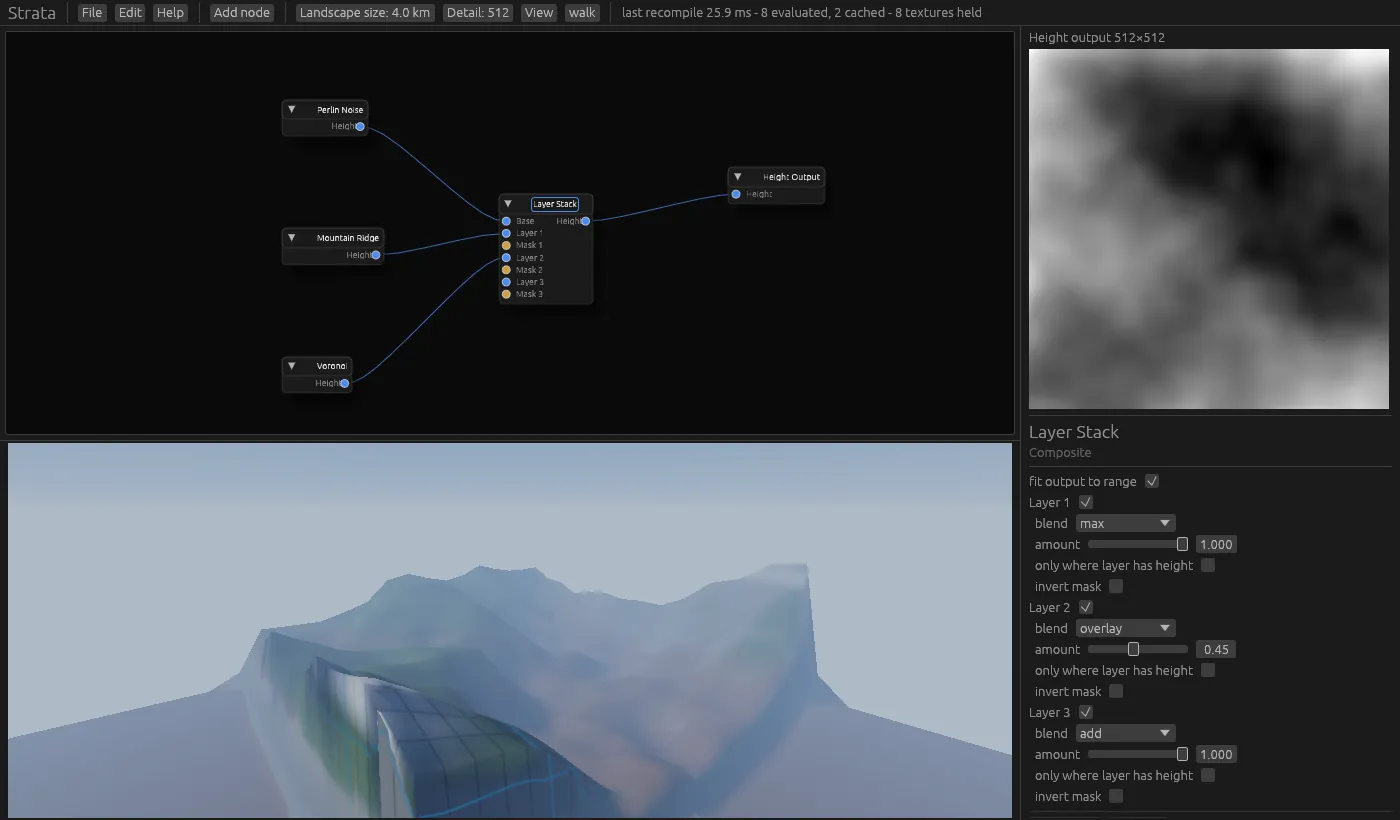 Strata File Edit Help Add node Landscape size: 4.0 km Detail: 512 View walk last recompile 25.9 ms - 8 evaluated, 2 cached - 8 textures held
Perlin Noise
Height
Mountain Ridge
Height
Voronoi
Height
Layer Stack
Base Height
Layer 1
Mask 1
Layer 2
Mask 2
Layer 3
Mask 3
Height Output
Height
Height output 512×512
Layer Stack
Composite
fit output to range
Layer 1
blend max
amount 1.000
only where layer has height
invert mask
Layer 2
blend overlay
amount 0.45
only where layer has height
invert mask
Layer 3
blend add
amount 1.000
only where layer has height
invert mask